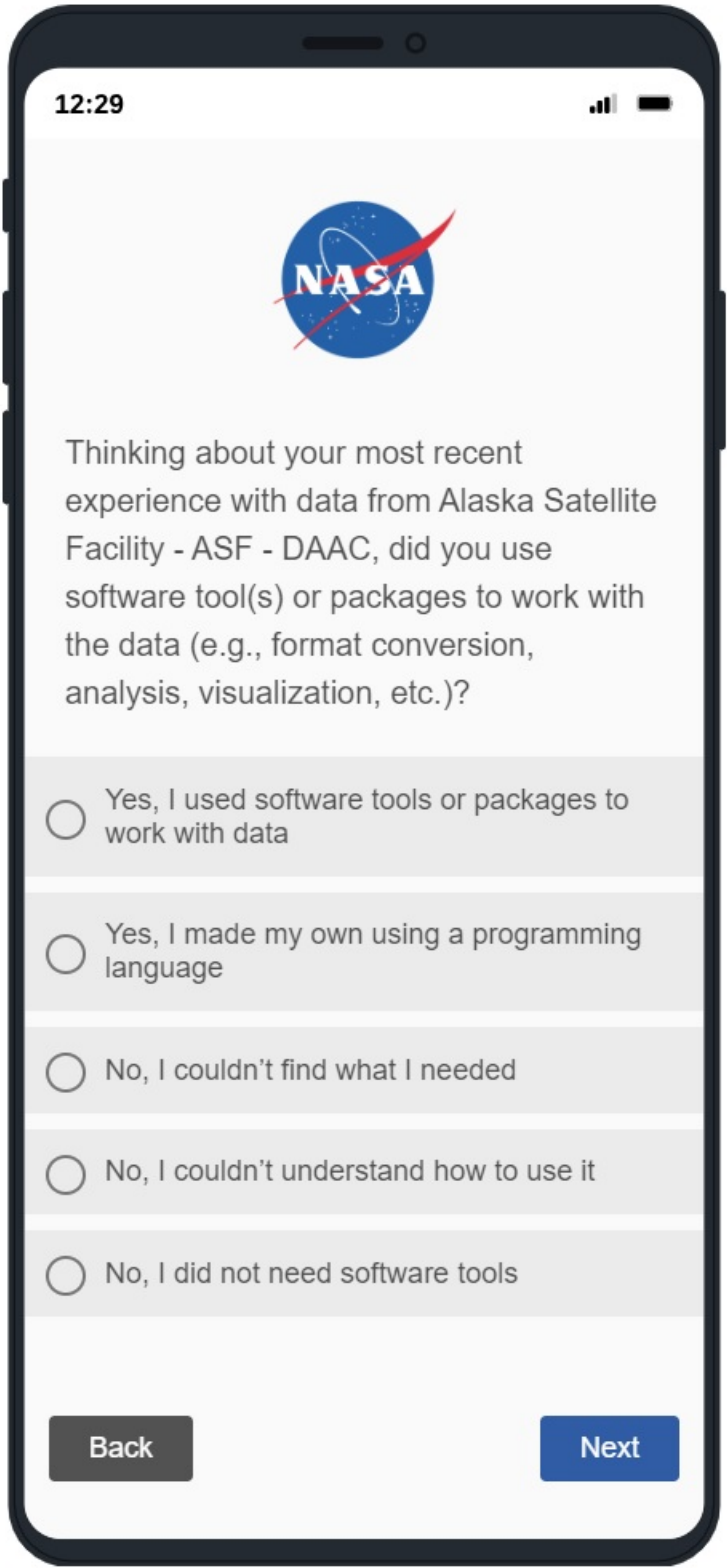 12:29
NASA
Thinking about your most recent
experience with data from Alaska Satellite
Facility - ASF - DAAC, did you use
software tool(s) or packages to work with
the data (e.g., format conversion,
analysis, visualization, etc.)?
Yes, I used software tools or packages to
work with data
Yes, I made my own using a programming
language
No, I couldn’t find what I needed
No, I couldn’t understand how to use it
No, I did not need software tools
Back
Next